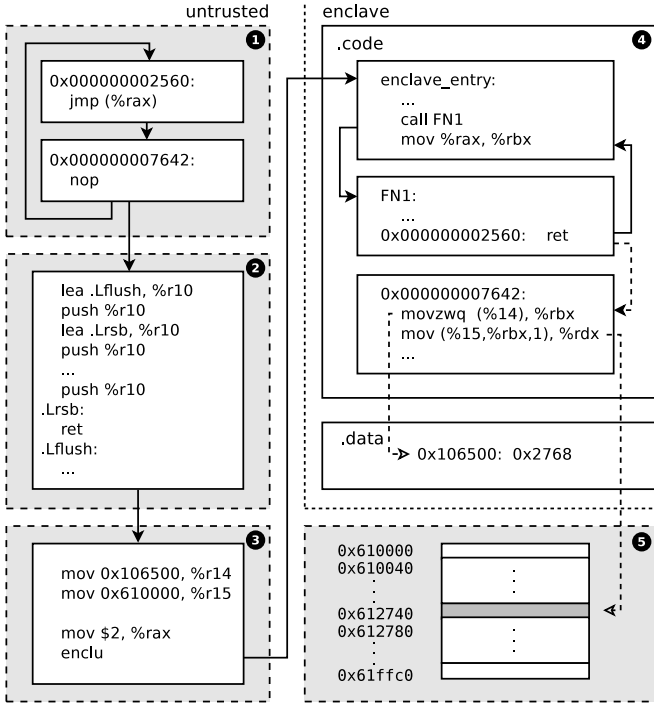 untrusted
1
0x000000002560:
jmp (%rax)
0x000000007642:
nop
2
lea .Lflush, %r10
push %r10
lea .Lrsb, %r10
push %r10
...
push %r10
.Lrsb:
ret
.Lflush:
...
3
mov 0x106500, %r14
mov 0x610000, %r15
mov $2, %rax
enclu
enclave
.code
4
enclave_entry:
...
call FN1
mov %rax, %rbx
FN1:
...
0x000000002560: ret
0x000000007642:
movzwq (%14), %rbx
mov (%15,%rbx,1), %rdx
...
.data
0x106500: 0x2768
5
0x610000
0x610040
0x612740
0x612780
0x61ffc0